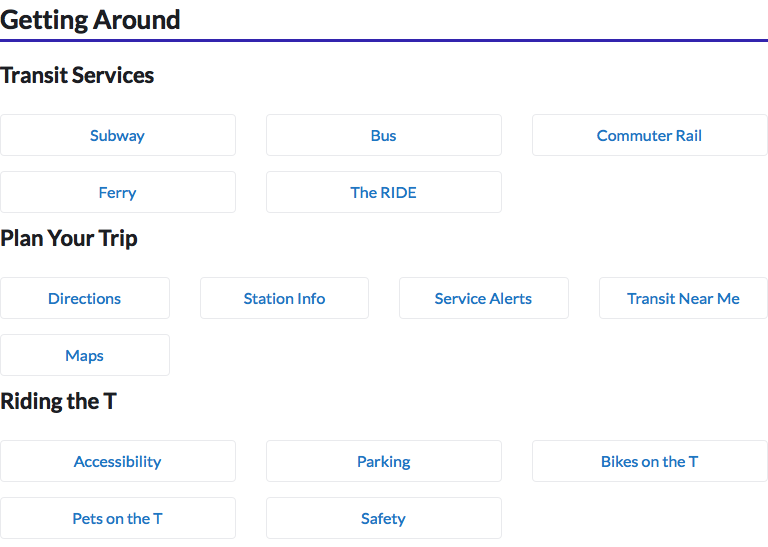 Getting Around
Transit Services
Subway Bus Commuter Rail
Ferry The RIDE
Plan Your Trip
Directions Station Info Service Alerts Transit Near Me
Maps
Riding the T
Accessibility Parking Bikes on the T
Pets on the T Safety